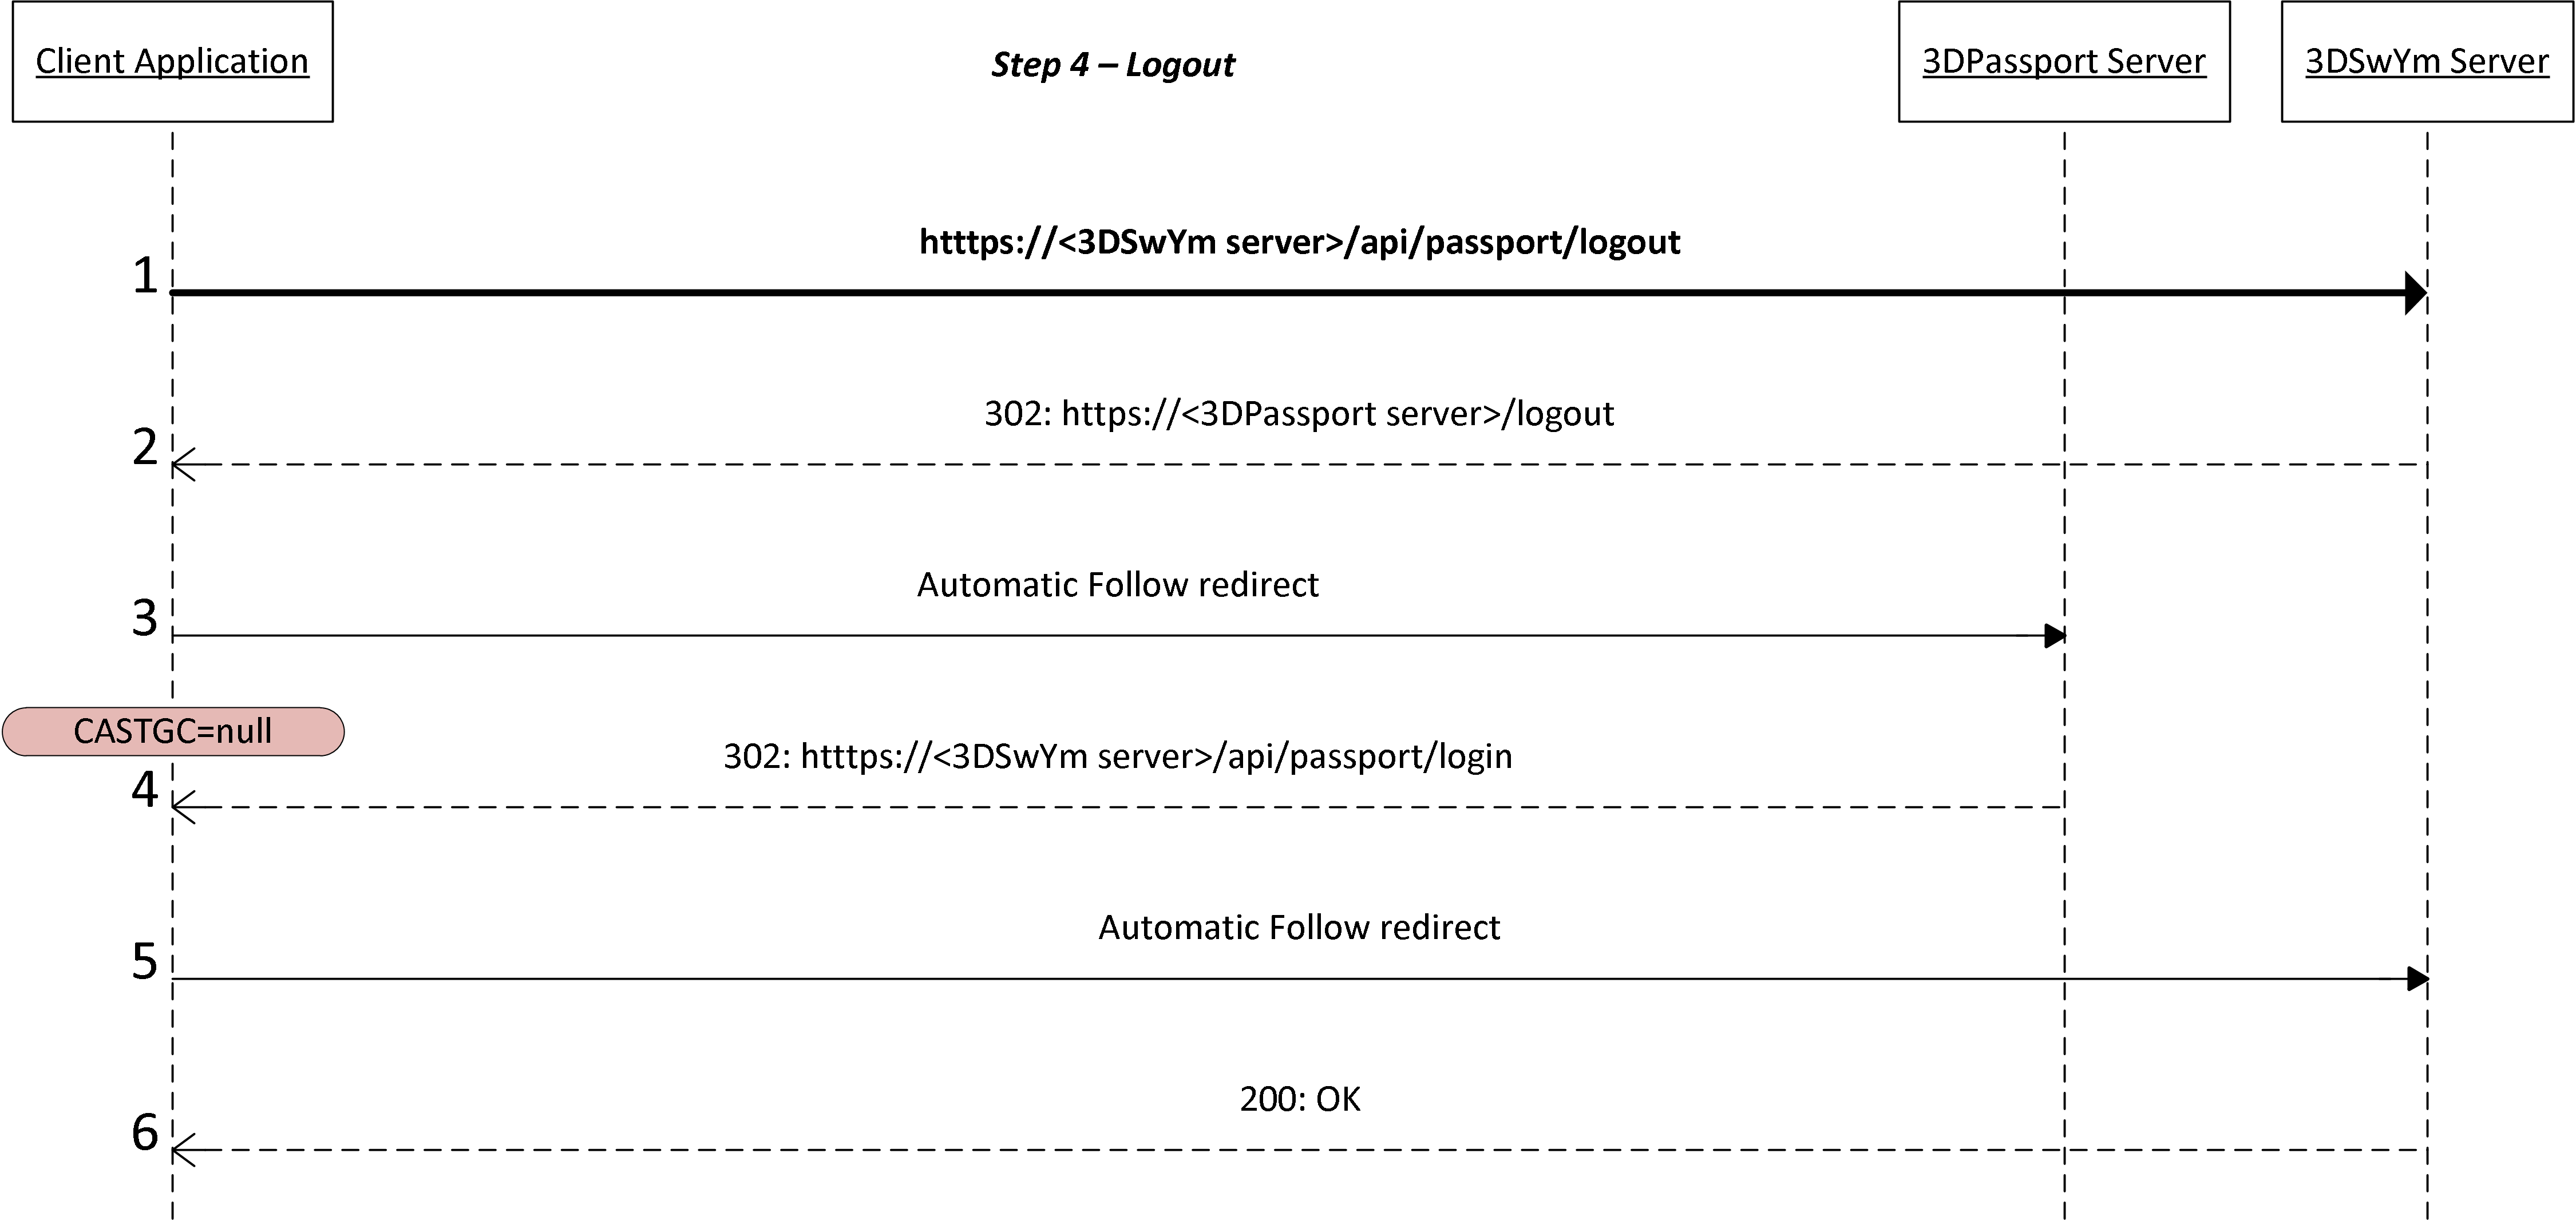 Client Application
Step 4 – Logout
3DPassport Server
3DSwYm Server
htttps://<3DSwYm server>/api/passport/logout
1
302: https://<3DPassport server>/logout
2
Automatic Follow redirect
3
CASTGC=null
302: htttps://<3DSwYm server>/api/passport/login
4
Automatic Follow redirect
5
200: OK
6